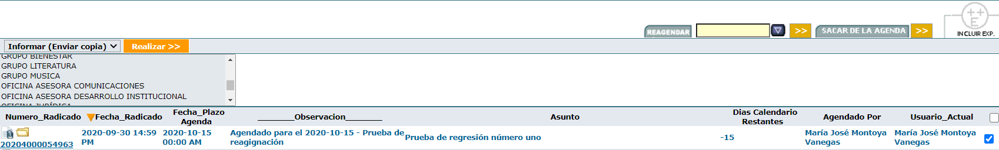 ++
E
REAGENDAR
>>
SACAR DE LA AGENDA
>>
INCLUIR EXP.
Informar (Enviar copia)
Realizar >>
GRUPO BIENESTAR
GRUPO LITERATURA
GRUPO MUSICA
OFICINA ASESORA COMUNICACIONES
OFICINA ASESORA DESARROLLO INSTITUCIONAL
OFICINA JURÍDICA
Numero_Radicado
Fecha_Radicado
Fecha_Plazo
Agenda
_______Observacion_______
Asunto
Dias Calendario
Restantes
Agendado Por
Usuario_Actual
20204000054963
2020-09-30 14:59
PM
2020-10-15
00:00 AM
Agendado para el 2020-10-15 - Prueba de
reagignación
Prueba de regresión número uno
-15
María José Montoya
Vanegas
María José Montoya
Vanegas